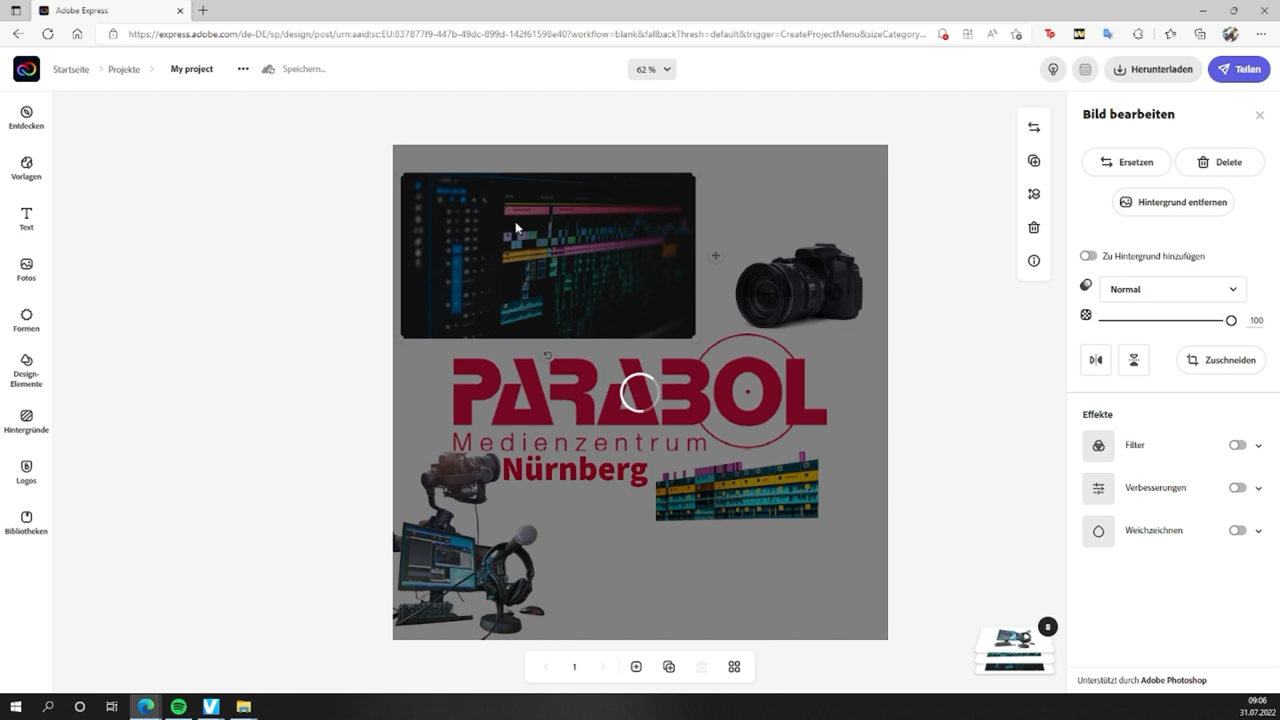 Adobe Express
https://express.adobe.com/de-DE/sp/design/post/urn:aaid:sc:EU:837877f9-447b-49dc-899d-142f61598e40?workflow=blank&fallbackThresh=default&trigger=CreateProjectMenu&sizeCategory...
Startseite
Projekte
My project
Speichern...
62 %
Herunterladen
Teilen
Entdecken
Vorlagen
Text
Fotos
Formen
Design-
Elemente
Hintergründe
Logos
Bibliotheken
PARABOL
Medienzentrum
Nürnberg
1
8
Bild bearbeiten
Ersetzen
Delete
Hintergrund entfernen
Zu Hintergrund hinzufügen
Normal
100
Zuschneiden
Effekte
Filter
Verbesserungen
Weichzeichnen
Unterstützt durch Adobe Photoshop
09:06
31.07.2022